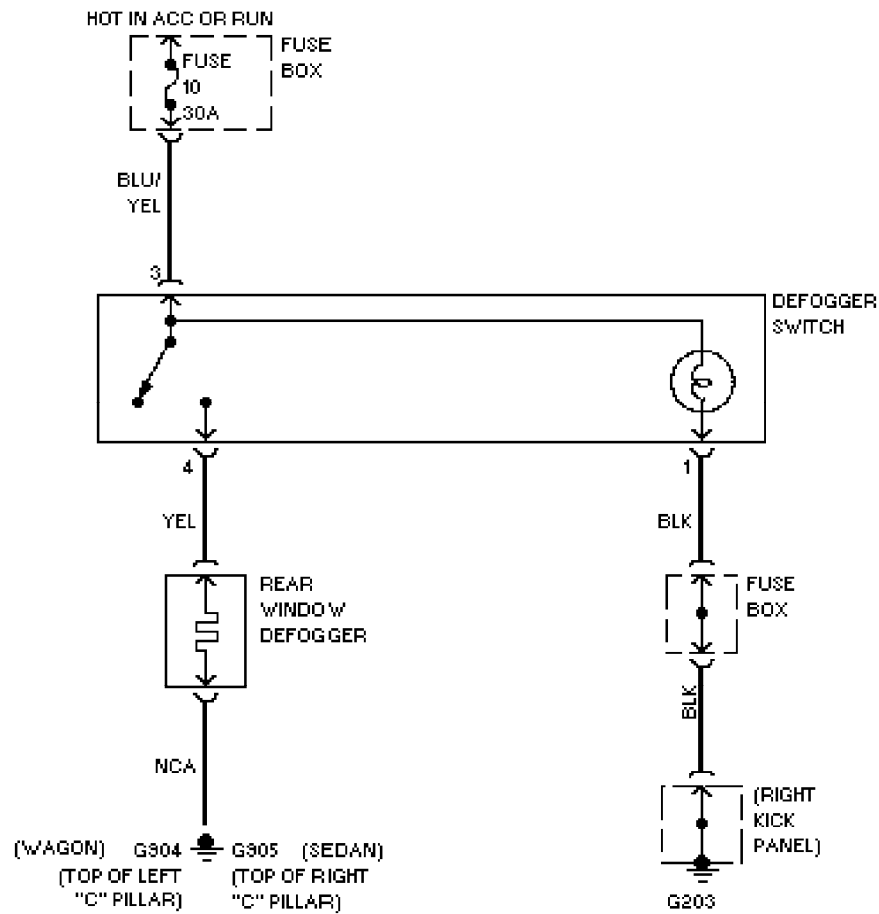 HOT IN ACC OR RUN
FUSE
BOX
FUSE
10
30A
BLU/
YEL
3
DEFOGGER
SWITCH
4
1
YEL
BLK
REAR
WINDOW
DEFOGGER
FUSE
BOX
BLK
NCA
(RIGHT
KICK
PANEL)
(WAGON) G904
(TOP OF LEFT
"C" PILLAR)
G905 (SEDAN)
(TOP OF RIGHT
"C" PILLAR)
G203